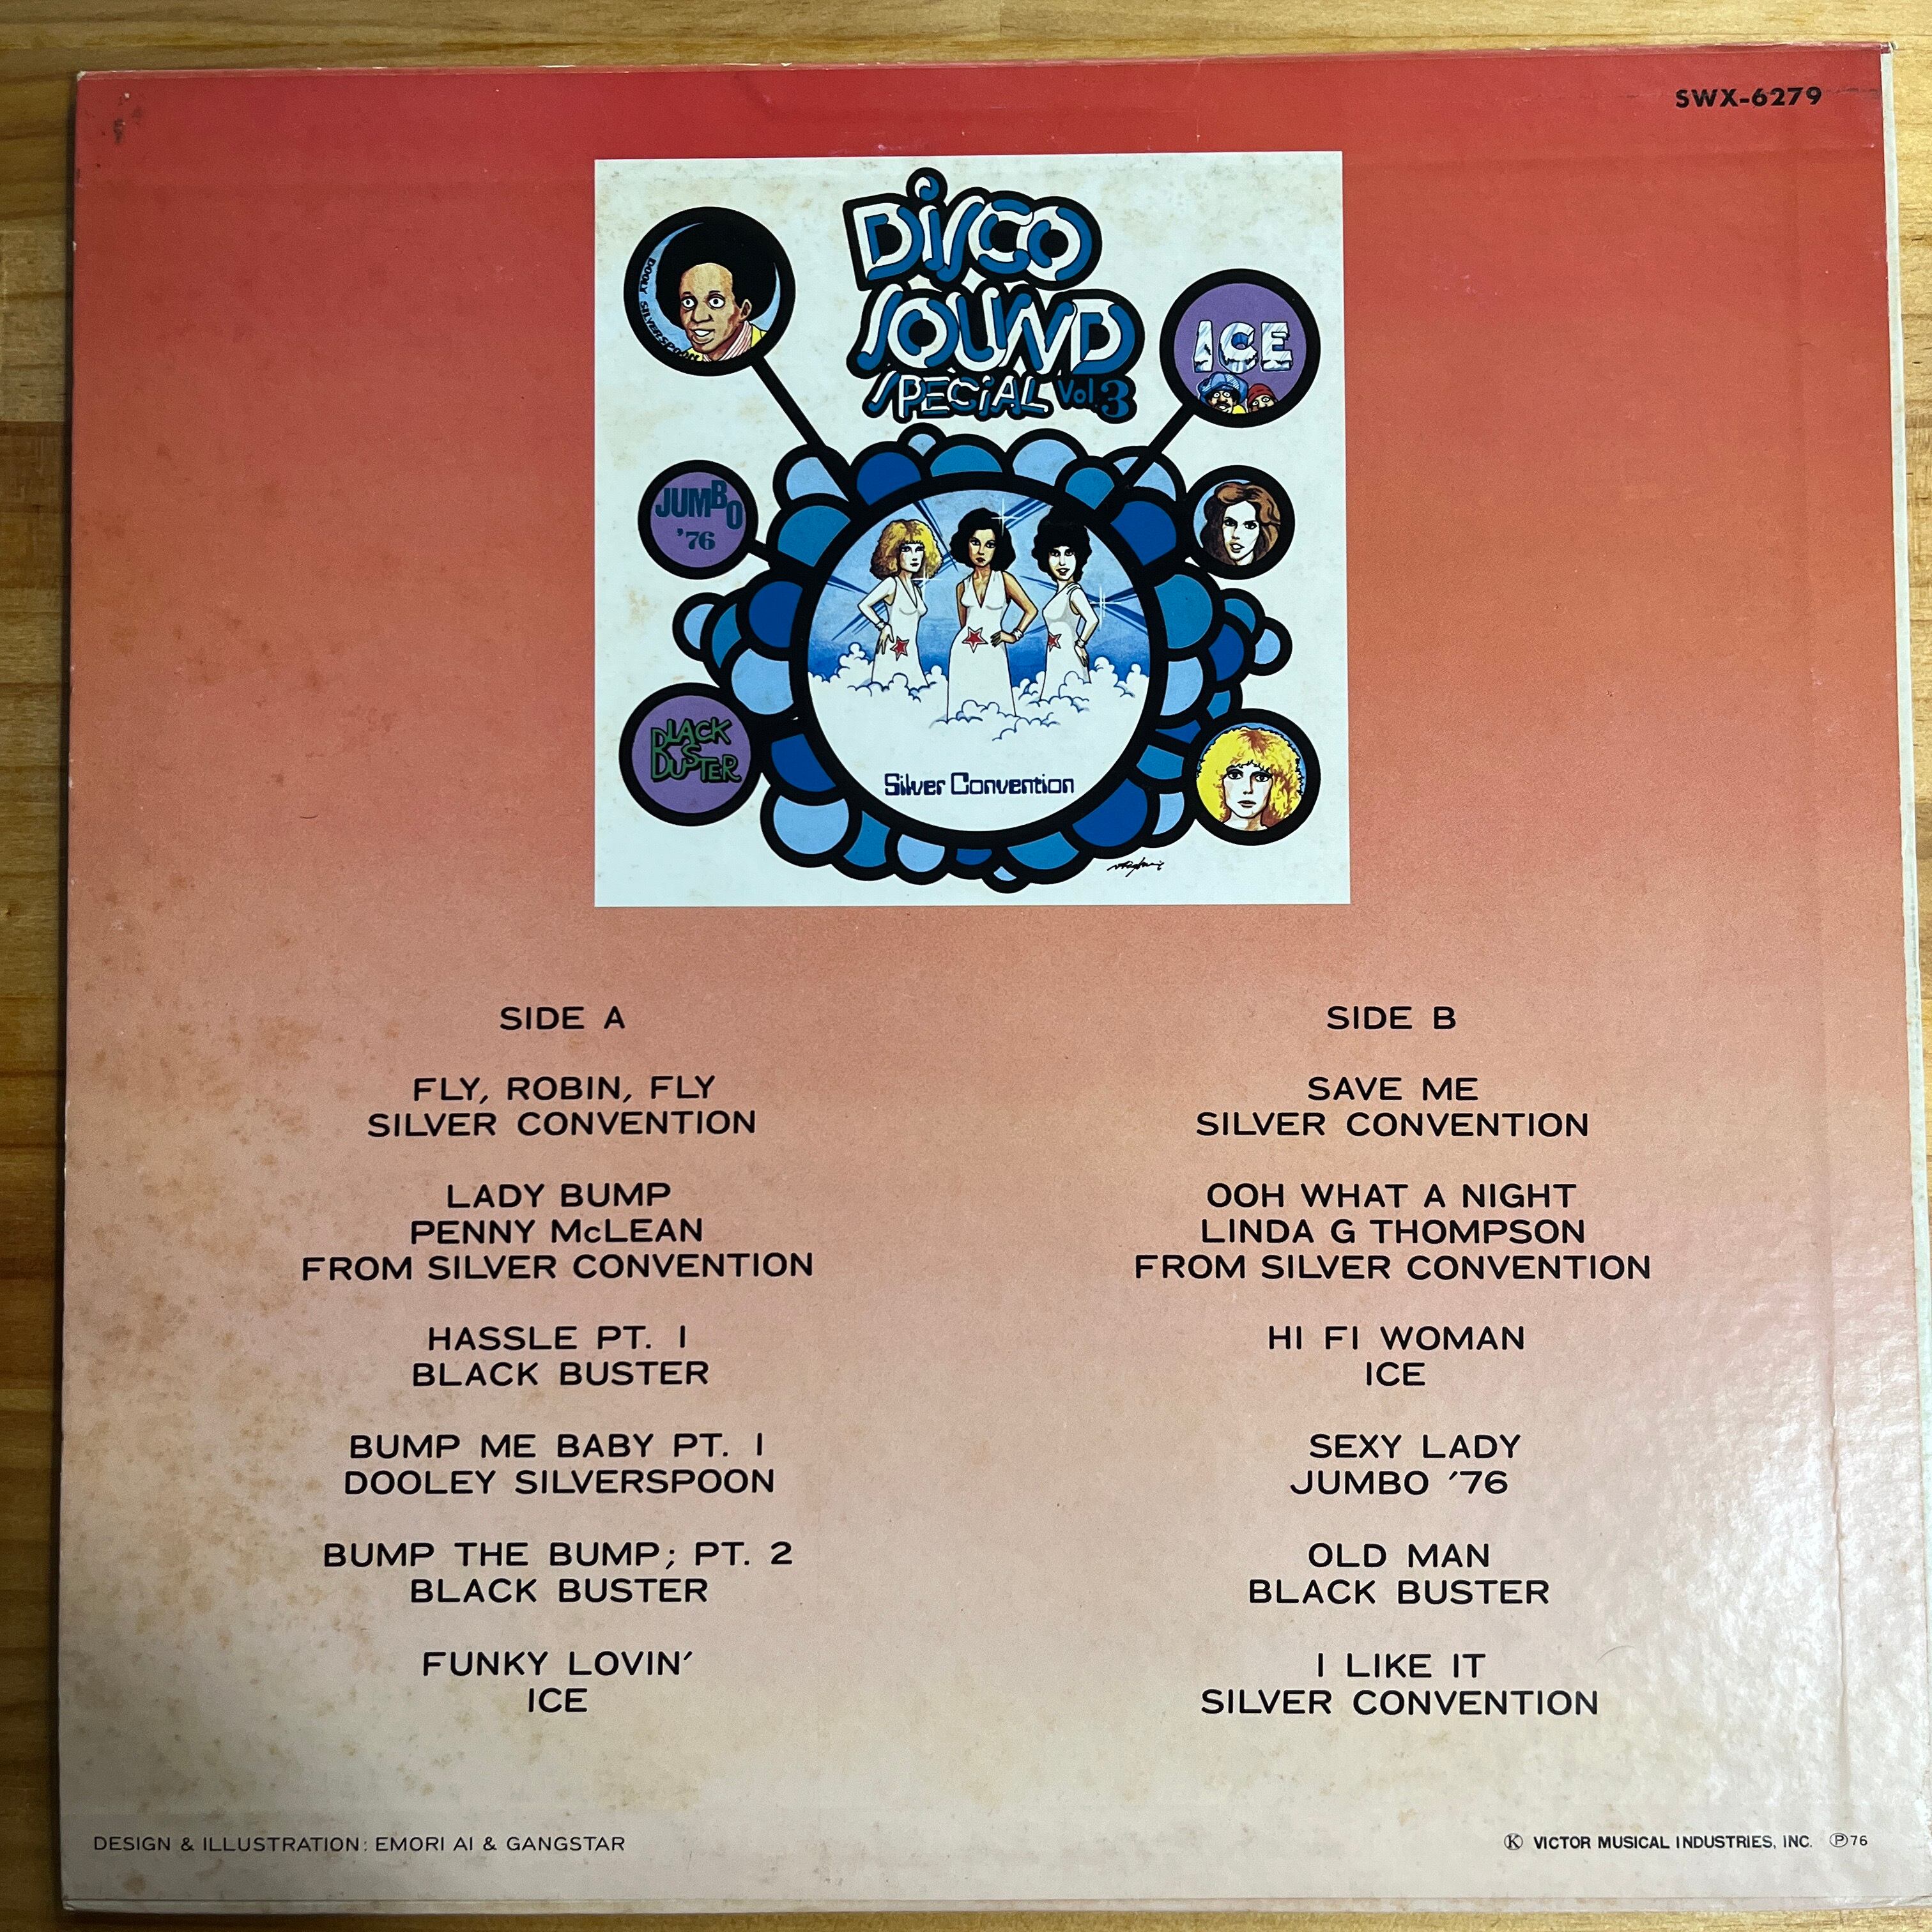 SWX-6279
DOOLY SILVERSPOON
DISCO
SOUND
SPECIAL Vol.3
ICE
JUMBO
'76
BLACK
BUSTER
Silver Convention
SIDE A
FLY, ROBIN, FLY
SILVER CONVENTION
LADY BUMP
PENNY McLEAN
FROM SILVER CONVENTION
HASSLE PT. 1
BLACK BUSTER
BUMP ME BABY PT. 1
DOOLEY SILVERSPOON
BUMP THE BUMP; PT. 2
BLACK BUSTER
FUNKY LOVIN'
ICE
SIDE B
SAVE ME
SILVER CONVENTION
OOH WHAT A NIGHT
LINDA G THOMPSON
FROM SILVER CONVENTION
HI FI WOMAN
ICE
SEXY LADY
JUMBO '76
OLD MAN
BLACK BUSTER
I LIKE IT
SILVER CONVENTION
DESIGN & ILLUSTRATION: EMORI AI & GANGSTAR
Ⓚ VICTOR MUSICAL INDUSTRIES, INC. ℗76